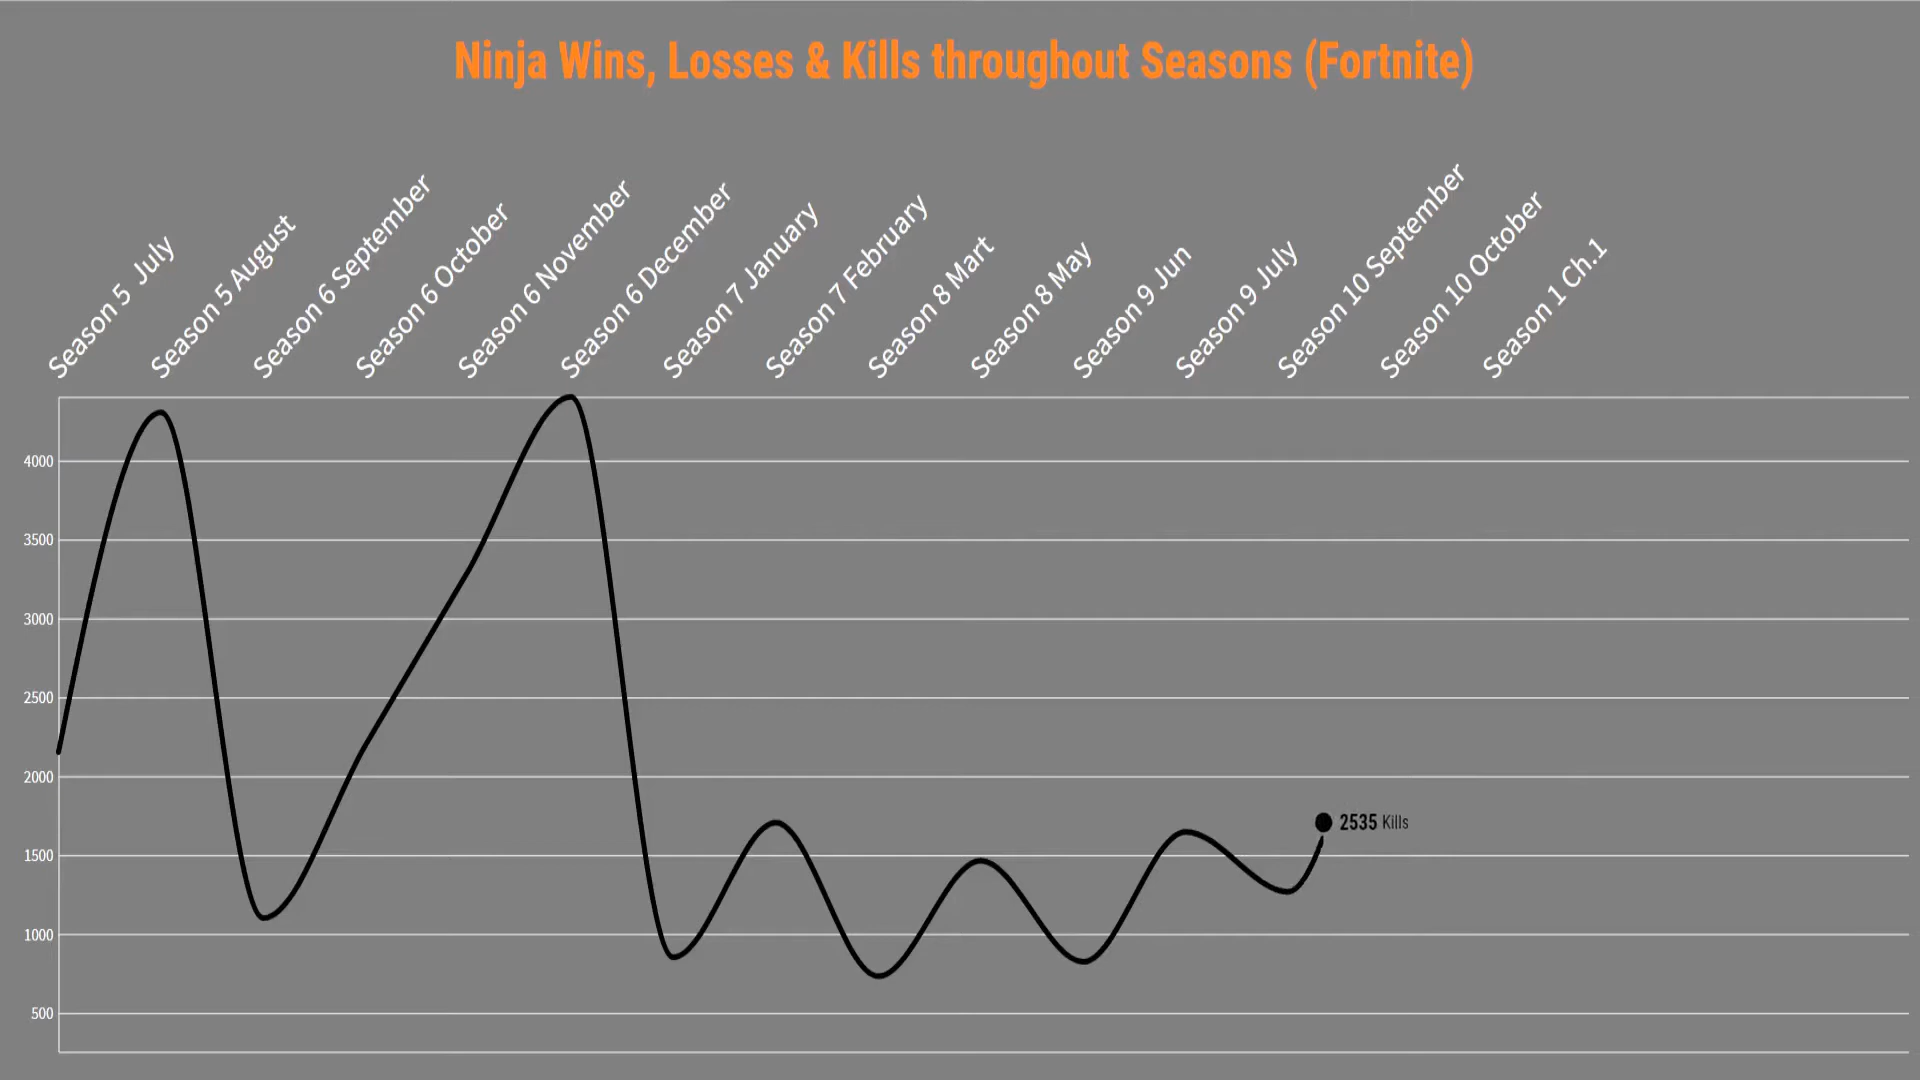 Ninja Wins, Losses & Kills throughout Seasons (Fortnite)
Season 5 July
Season 5 August
Season 6 September
Season 6 October
Season 6 November
Season 6 December
Season 7 January
Season 7 February
Season 8 Mart
Season 8 May
Season 9 Jun
Season 9 July
Season 10 September
Season 10 October
Season 1 Ch.1
4000
3500
3000
2500
2000
1500
1000
500
2535 Kills